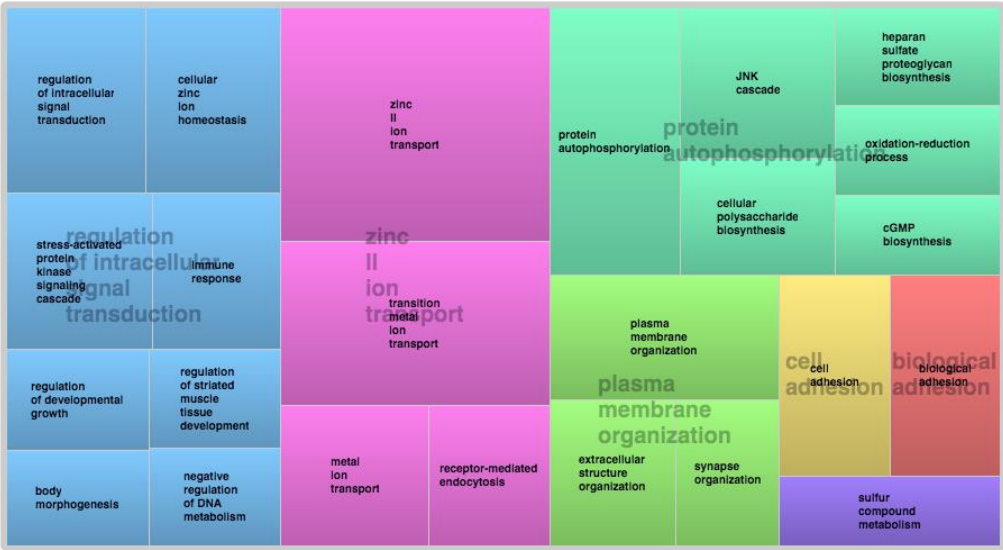 regulation
of intracellular
signal
transduction
cellular
zinc
ion
homeostasis
stress-activated
protein
kinase
signaling
cascade
immune
response
regulation
of intracellular
signal
transduction
regulation
of developmental
growth
regulation
of striated
muscle
tissue
development
body
morphogenesis
negative
regulation
of DNA
metabolism
zinc
II
ion
transport
zinc
II
ion
transport
transition
metal
ion
transport
metal
ion
transport
receptor-mediated
endocytosis
protein
autophosphorylation
JNK
cascade
protein
autophosphorylation
heparan
sulfate
proteoglycan
biosynthesis
oxidation-reduction
process
cellular
polysaccharide
biosynthesis
cGMP
biosynthesis
plasma
membrane
organization
plasma
membrane
organization
extracellular
structure
organization
synapse
organization
cell
adhesion
cell
adhesion
biological
adhesion
biological
adhesion
sulfur
compound
metabolism